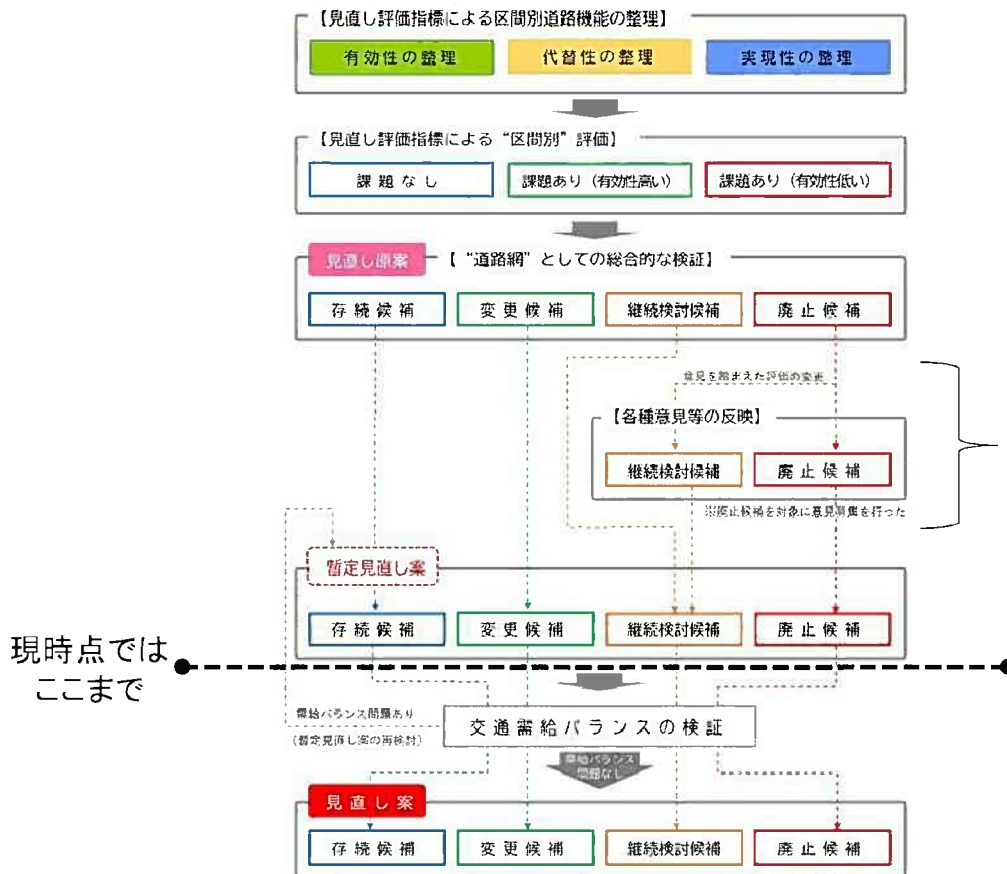 【見直し評価指標による区間別道路機能の整理】
有効性の整理
代替性の整理
実現性の整理
【見直し評価指標による“区間別”評価】
課題なし
課題あり（有効性高い）
課題あり（有効性低い）
見直し原案
【“道路網”としての総合的な検証】
存続候補
変更候補
継続検討候補
廃止候補
意見を踏まえた評価の変更
【各種意見等の反映】
継続検討候補
廃止候補
※廃止候補を対象に意見募集を行った
暫定見直し案
存続候補
変更候補
継続検討候補
廃止候補
現時点では
ここまで
需給バランス問題あり
（暫定見直し案の再検討）
交通需給バランスの検証
需給バランス
問題なし
見直し案
存続候補
変更候補
継続検討候補
廃止候補